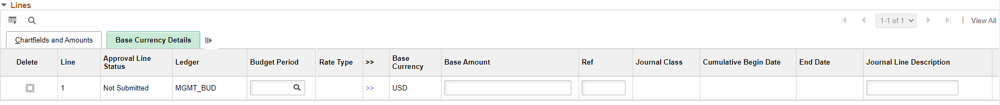 Lines
1-1 of 1 | View All
Chartfields and Amounts Base Currency Details
Delete Line Approval Line Status Ledger Budget Period Rate Type >> Base Currency Base Amount Ref Journal Class Cumulative Begin Date End Date Journal Line Description
1 Not Submitted MGMT_BUD >> USD